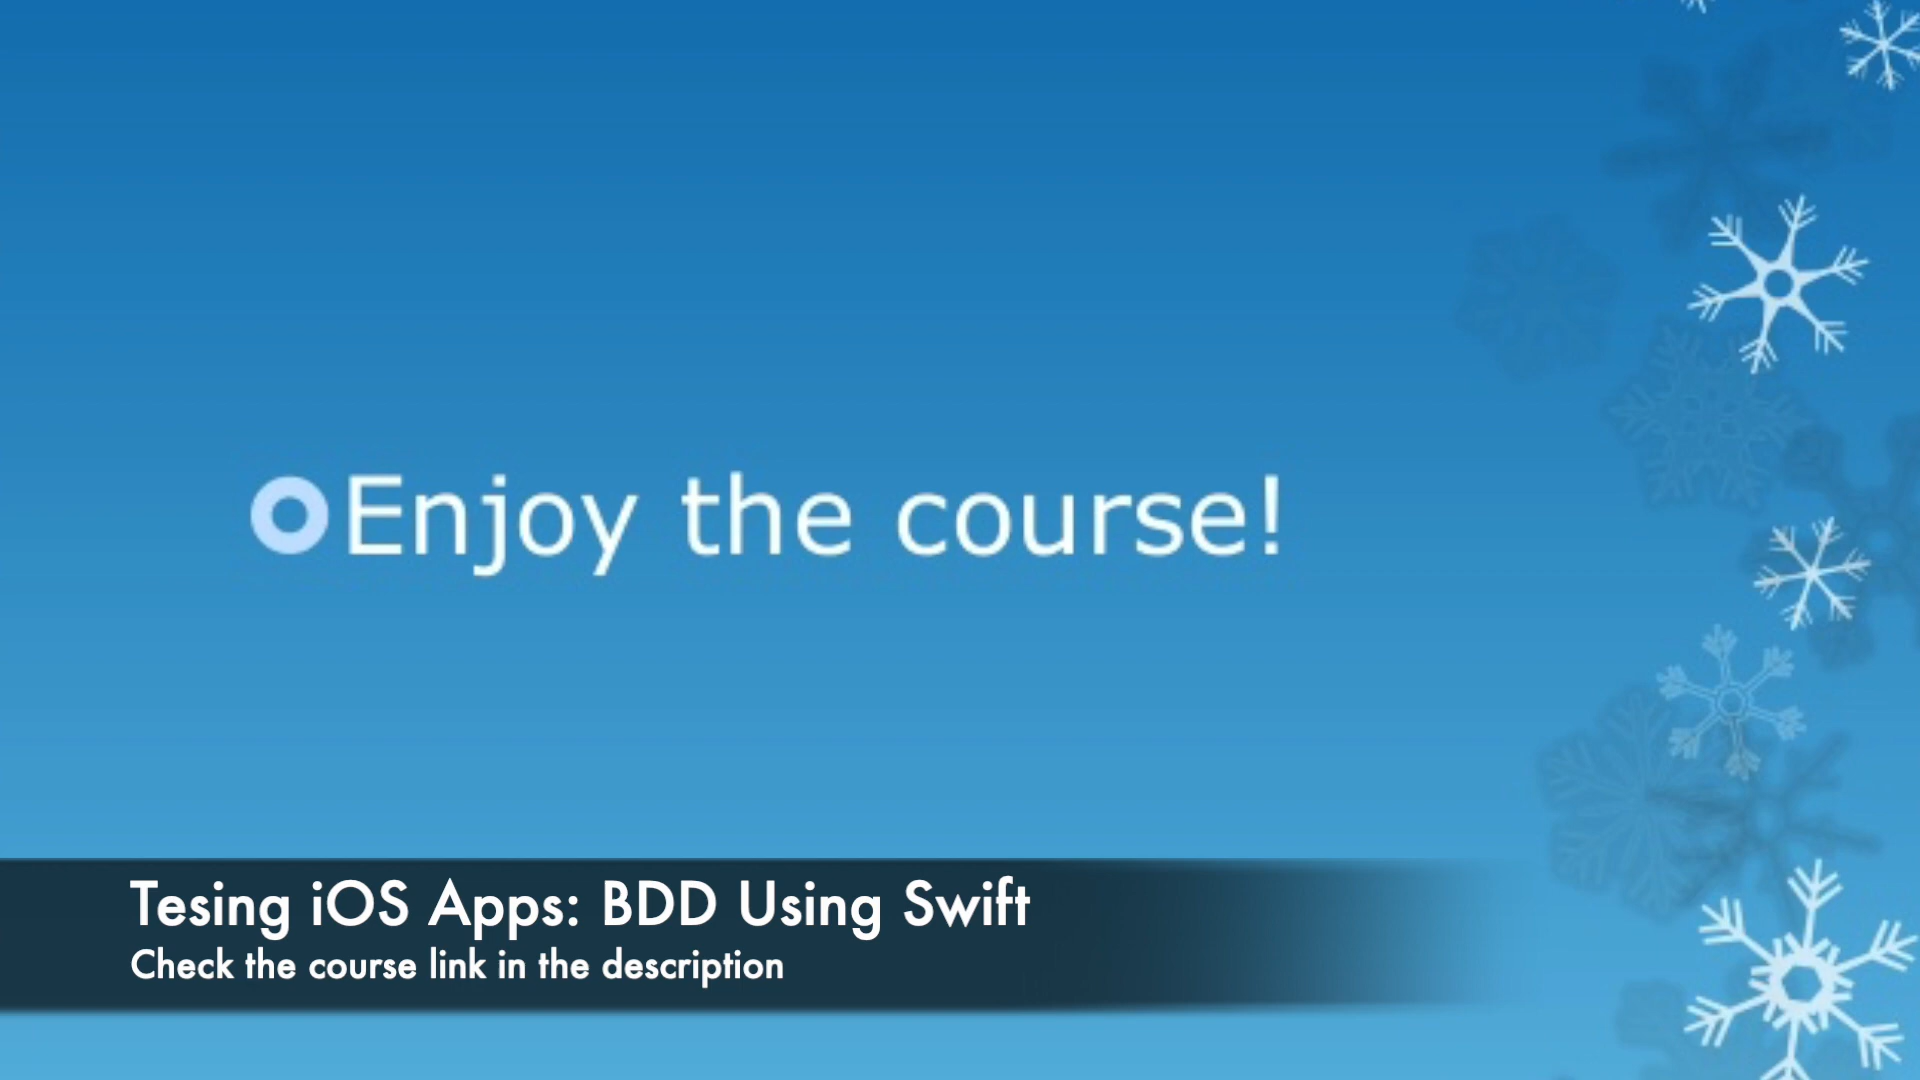 Enjoy the course!
Tesing iOS Apps: BDD Using Swift
Check the course link in the description